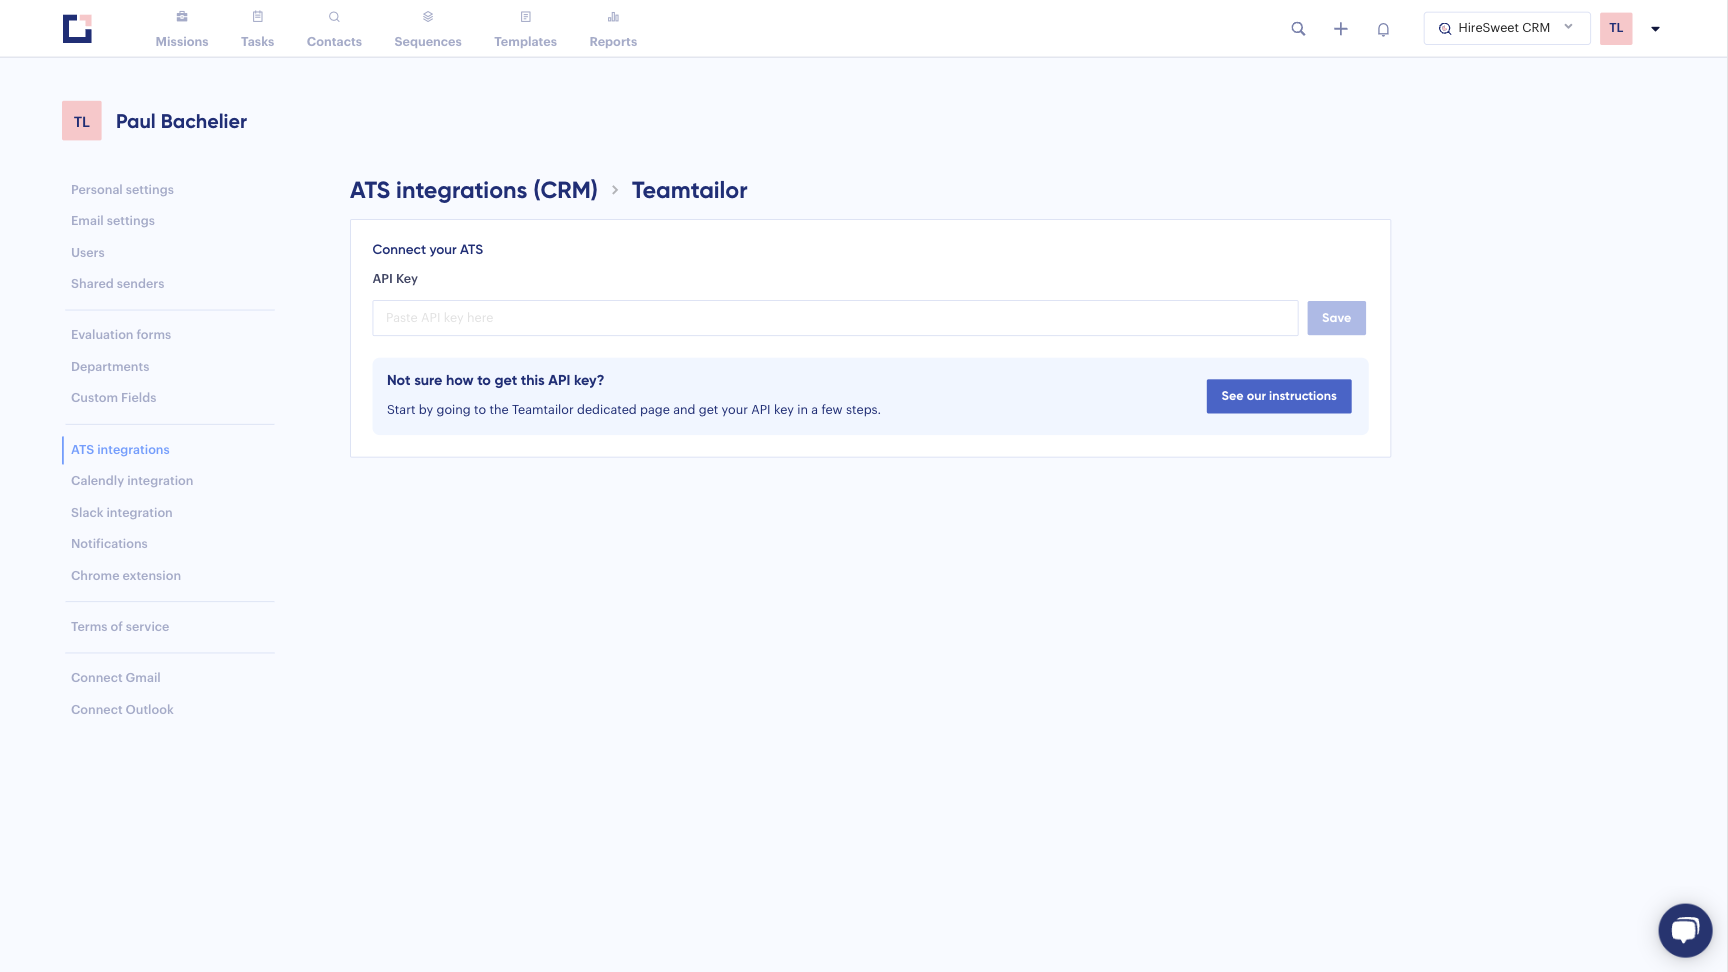 Missions
Tasks
Contacts
Sequences
Templates
Reports
HireSweet CRM
TL
TL
Paul Bachelier
Personal settings
Email settings
Users
Shared senders
Evaluation forms
Departments
Custom Fields
ATS integrations
Calendly integration
Slack integration
Notifications
Chrome extension
Terms of service
Connect Gmail
Connect Outlook
ATS integrations (CRM) > Teamtailor
Connect your ATS
API Key
Paste API key here
Save
Not sure how to get this API key?
Start by going to the Teamtailor dedicated page and get your API key in a few steps.
See our instructions